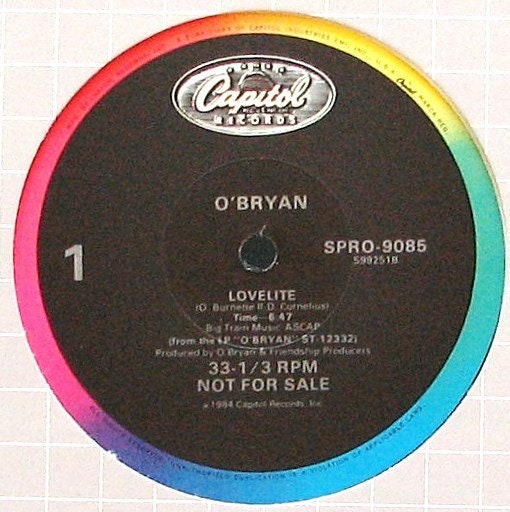 Capitol
RECORDS
O'BRYAN
1
SPRO-9085
S99251B
LOVELITE
(O. Burnette II D. Cornelius)
Time—6:47
Big Train Music ASCAP
(from the LP "O'BRYAN" ST-12332)
Produced by O'Bryan & Friendship Producers
33-1/3 RPM
NOT FOR SALE
1984 Capitol Records, Inc.